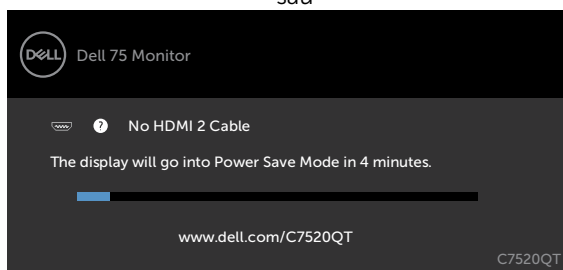 sau
DELL Dell 75 Monitor
? No HDMI 2 Cable
The display will go into Power Save Mode in 4 minutes.
www.dell.com/C7520QT
C7520QT